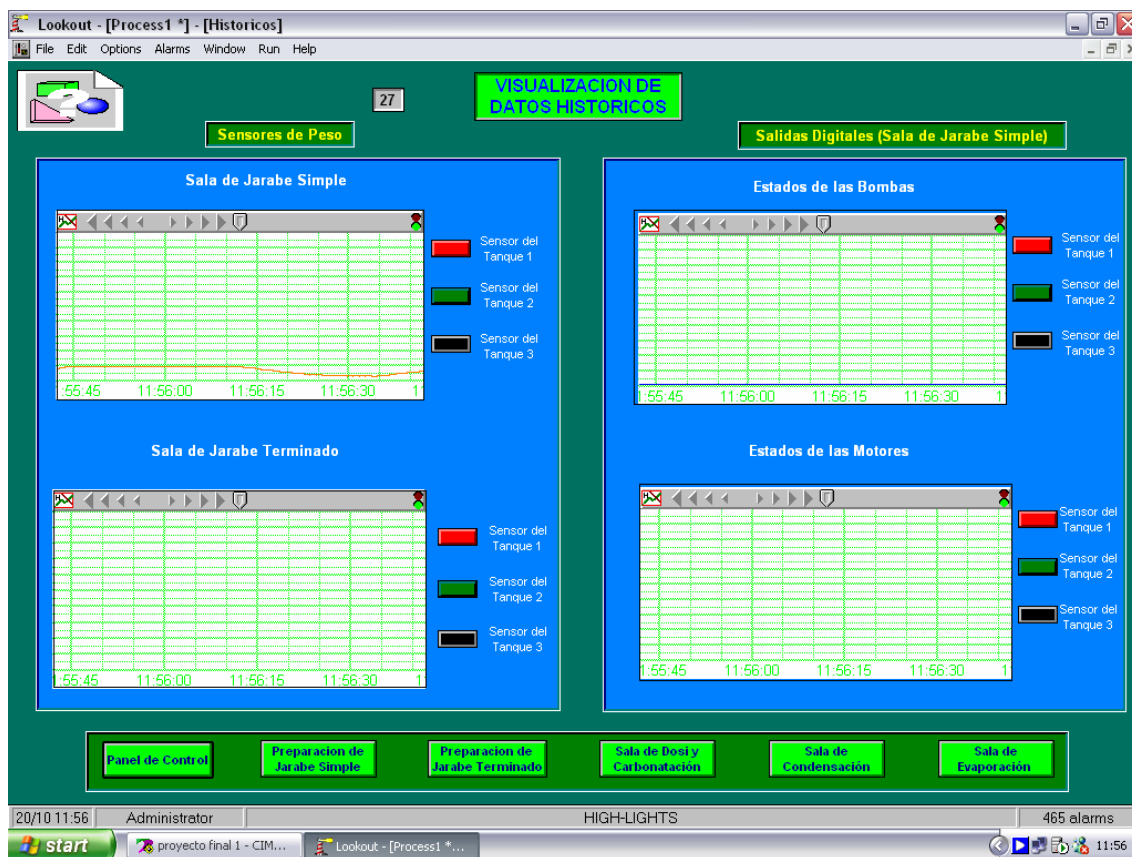 Lookout - [Process1 *] - [Historicos]
File Edit Options Alarms Window Run Help
27
VISUALIZACION DE
DATOS HISTORICOS
Sensores de Peso
Salidas Digitales (Sala de Jarabe Simple)
Sala de Jarabe Simple
Sensor del
Tanque 1
Sensor del
Tanque 2
Sensor del
Tanque 3
:55:45 11:56:00 11:56:15 11:56:30 1
Estados de las Bombas
Sensor del
Tanque 1
Sensor del
Tanque 2
Sensor del
Tanque 3
1:55:45 11:56:00 11:56:15 11:56:30 1
Sala de Jarabe Terminado
Sensor del
Tanque 1
Sensor del
Tanque 2
Sensor del
Tanque 3
1:55:45 11:56:00 11:56:15 11:56:30 1
Estados de las Motores
Sensor del
Tanque 1
Sensor del
Tanque 2
Sensor del
Tanque 3
1:55:45 11:56:00 11:56:15 11:56:30 1
Panel de Control
Preparacion de
Jarabe Simple
Preparacion de
Jarabe Terminado
Sala de Dosi y
Carbonatación
Sala de
Condensación
Sala de
Evaporación
20/10 11:56 Administrator HIGH-LIGHTS 465 alarms
start proyecto final 1 - CIM... Lookout - [Process1 *... 11:56